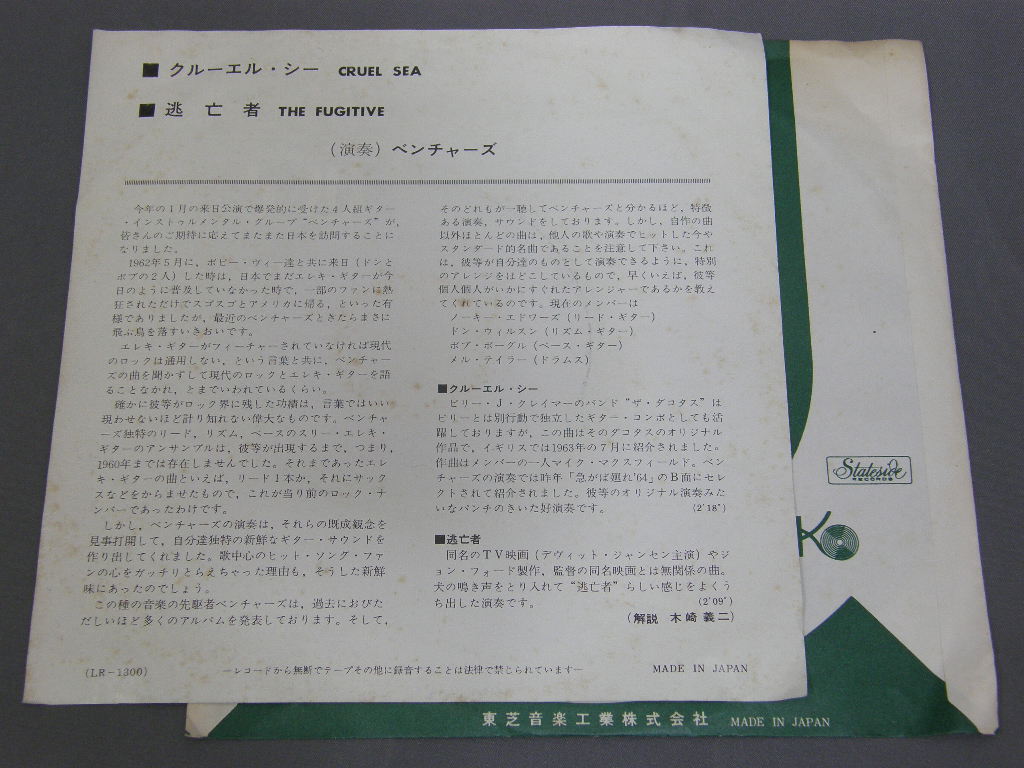 ■ クルーエル・シー CRUEL SEA
■ 逃亡者 THE FUGITIVE
(演奏) ベンチャーズ
今年の1月の来日公演で爆発的に受けた4人組ギター
・インストゥルメンタル・グループ“ベンチャーズ”が,
皆さんのご期待に応えてまたまた日本を訪問することに
なりました。
1962年5月に, ボビー・ヴィー達と共に来日 (ドンと
ボブの2人) した時は, 日本でまだエレキ・ギターが今
日のように普及していなかった時で, 一部のファンに熱
狂されただけでスゴスゴとアメリカに帰る, といった有
様でありましたが, 最近のベンチャーズときたらまさに
飛ぶ鳥を落すいきおいです。
エレキ・ギターがフィーチャーされていなければ現代
のロックは通用しない, という言葉と共に, ベンチャー
ズの曲を聞かずして現代のロックとエレキ・ギターを語
ることなかれ, とまでいわれているくらい。
確かに彼等がロック界に残した功績は, 言葉ではいい
現わせないほど計り知れない偉大なものです。ベンチャ
ーズ独特のリード, リズム, ベースのスリー・エレキ・
ギターのアンサンブルは, 彼等が出現するまで, つまり,
1960年までは存在しませんでした。それまであったエレ
キ・ギターの曲といえば, リード1本か, それにサック
スなどをからませたもので, これが当り前のロック・ナ
ンバーであったわけです。
しかし, ベンチャーズの演奏は, それらの既成観念を
見事打開して, 自分達独特の新鮮なギター・サウンドを
作り出してくれました。歌中心のヒット・ソング・ファ
ンの心をガッチリとらえちゃった理由も, そうした新鮮
味にあったのでしょう。
この種の音楽の先駆者ベンチャーズは, 過去におびた
だしいほど多くのアルバムを発表しております。そして,
そのどれもが一聴してベンチャーズと分かるほど, 特徴
ある演奏, サウンドをしております。しかし, 自作の曲
以外ほとんどの曲は, 他人の歌や演奏でヒットした今や
スタンダード的名曲であることを注意して下さい。これ
は, 彼等が自分達のものとして演奏できるように, 特別
のアレンジをほどこしているもので, 早くいえば, 彼等
個人個人がいかにすぐれたアレンジャーであるかを教え
てくれているのです。現在のメンバーは
ノーキー・エドワーズ (リード・ギター)
ドン・ウィルスン (リズム・ギター)
ボブ・ボーグル (ベース・ギター)
メル・テイラー (ドラムス)
■クルーエル・シー
ビリー・J・クレイマーのバンド “ザ・ダコタス” は
ビリーとは別行動で独立したギター・コンボとしても活
躍しておりますが, この曲はそのダコタスのオリジナル
作品で, イギリスでは1963年の7月に紹介されました。
作曲はメンバーの一人マイク・マクスフィールド。ベン
チャーズの演奏では昨年「急がば廻れ'64」のB面にセレ
クトされて紹介されました。彼等のオリジナル演奏みた
いなパンチのきいた好演奏です。 (2'18")
■逃亡者
同名のTV映画 (デヴィット・ジャンセン主演) やジ
ョン・フォード製作, 監督の同名映画とは無関係の曲。
犬の鳴き声をとり入れて “逃亡者” らしい感じをよくう
ち出した演奏です。 (2'09")
(解説 木崎義二)
(LR-1300) ―レコードから無断でテープその他に録音することは法律で禁じられています― MADE IN JAPAN
Stateside
RECORDS
KO
東芝音楽工業株式会社 MADE IN JAPAN